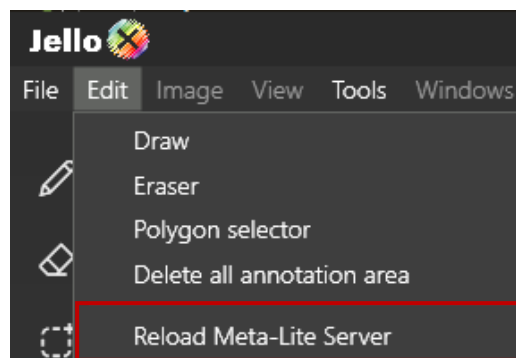 Jello
File Edit Image View Tools Windows
Draw
Eraser
Polygon selector
Delete all annotation area
Reload Meta-Lite Server